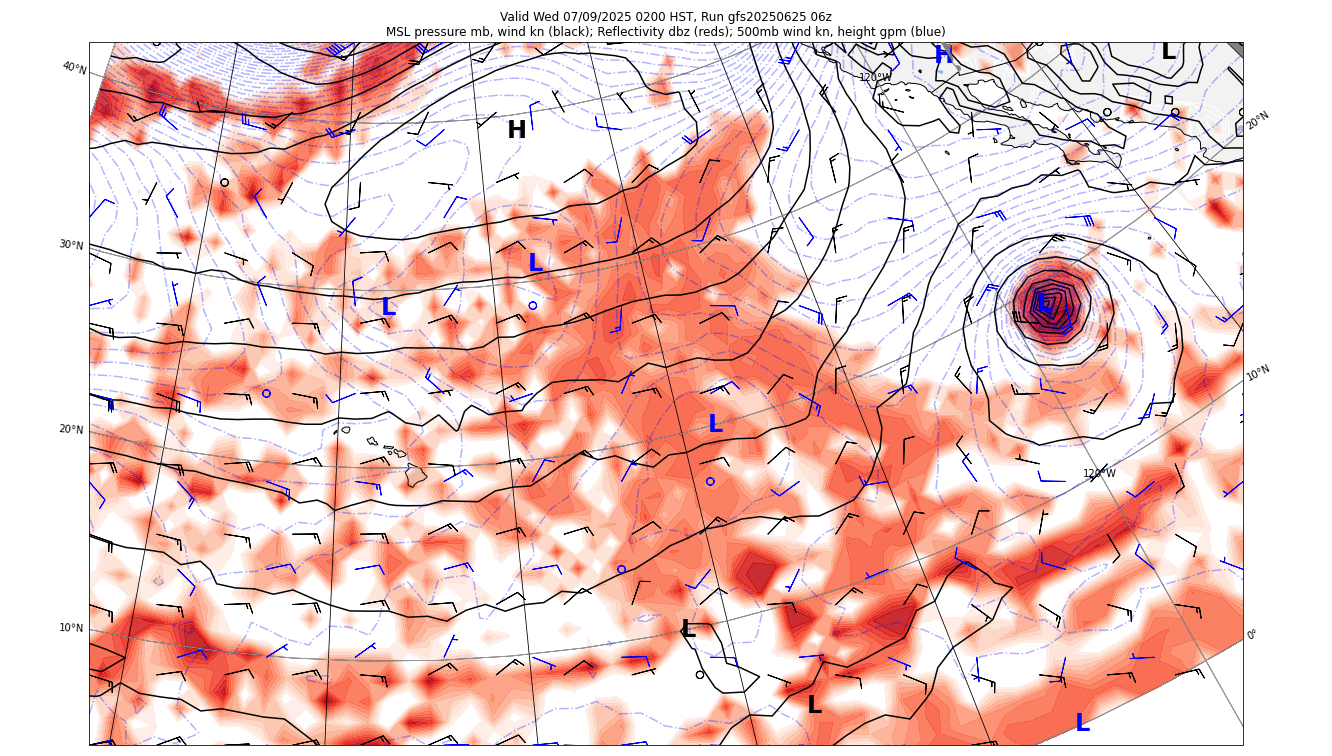 Valid Wed 07/09/2025 0200 HST, Run gfs20250625 06z
MSL pressure mb, wind kn (black); Reflectivity dbz (reds); 500mb wind kn, height gpm (blue)
H
L
40°N
120°W
20°N
H
30°N
L
L
L
10°N
20°N
L
120°W
10°N
L
0°
L
L